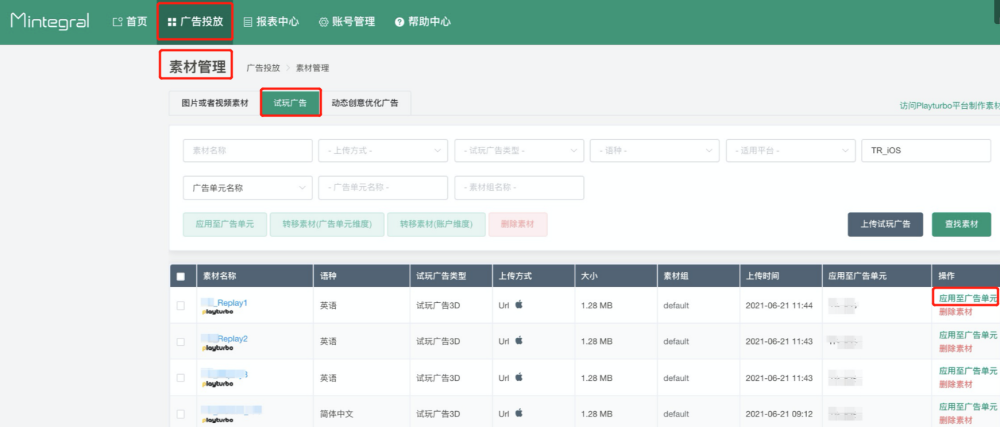 Mintegral 首页 广告投放 报表中心 账号管理 帮助中心
素材管理 广告投放 > 素材管理
图片或者视频素材 试玩广告 动态创意优化广告
访问Playturbo平台制作素材
素材名称 - 上传方式 - - 试玩广告类型 - - 语种 - - 适用平台 - TR_iOS
广告单元名称 - 广告单元名称 - - 素材组名称 -
应用至广告单元 转移素材(广告单元维度) 转移素材(账户维度) 删除素材 上传试玩广告 查找素材
素材名称 语种 试玩广告类型 上传方式 大小 素材组 上传时间 应用至广告单元 操作
_Replay1 英语 试玩广告3D Url 1.28 MB default 2021-06-21 11:44 应用至广告单元
playturbo 删除素材
Replay2 英语 试玩广告3D Url 1.28 MB default 2021-06-21 11:43 应用至广告单元
playturbo 删除素材
英语 试玩广告3D Url 1.28 MB default 2021-06-21 11:43 应用至广告单元
playturbo 删除素材
简体中文 试玩广告3D Url 1.28 MB default 2021-06-21 09:12 应用至广告单元
playturbo 删除素材